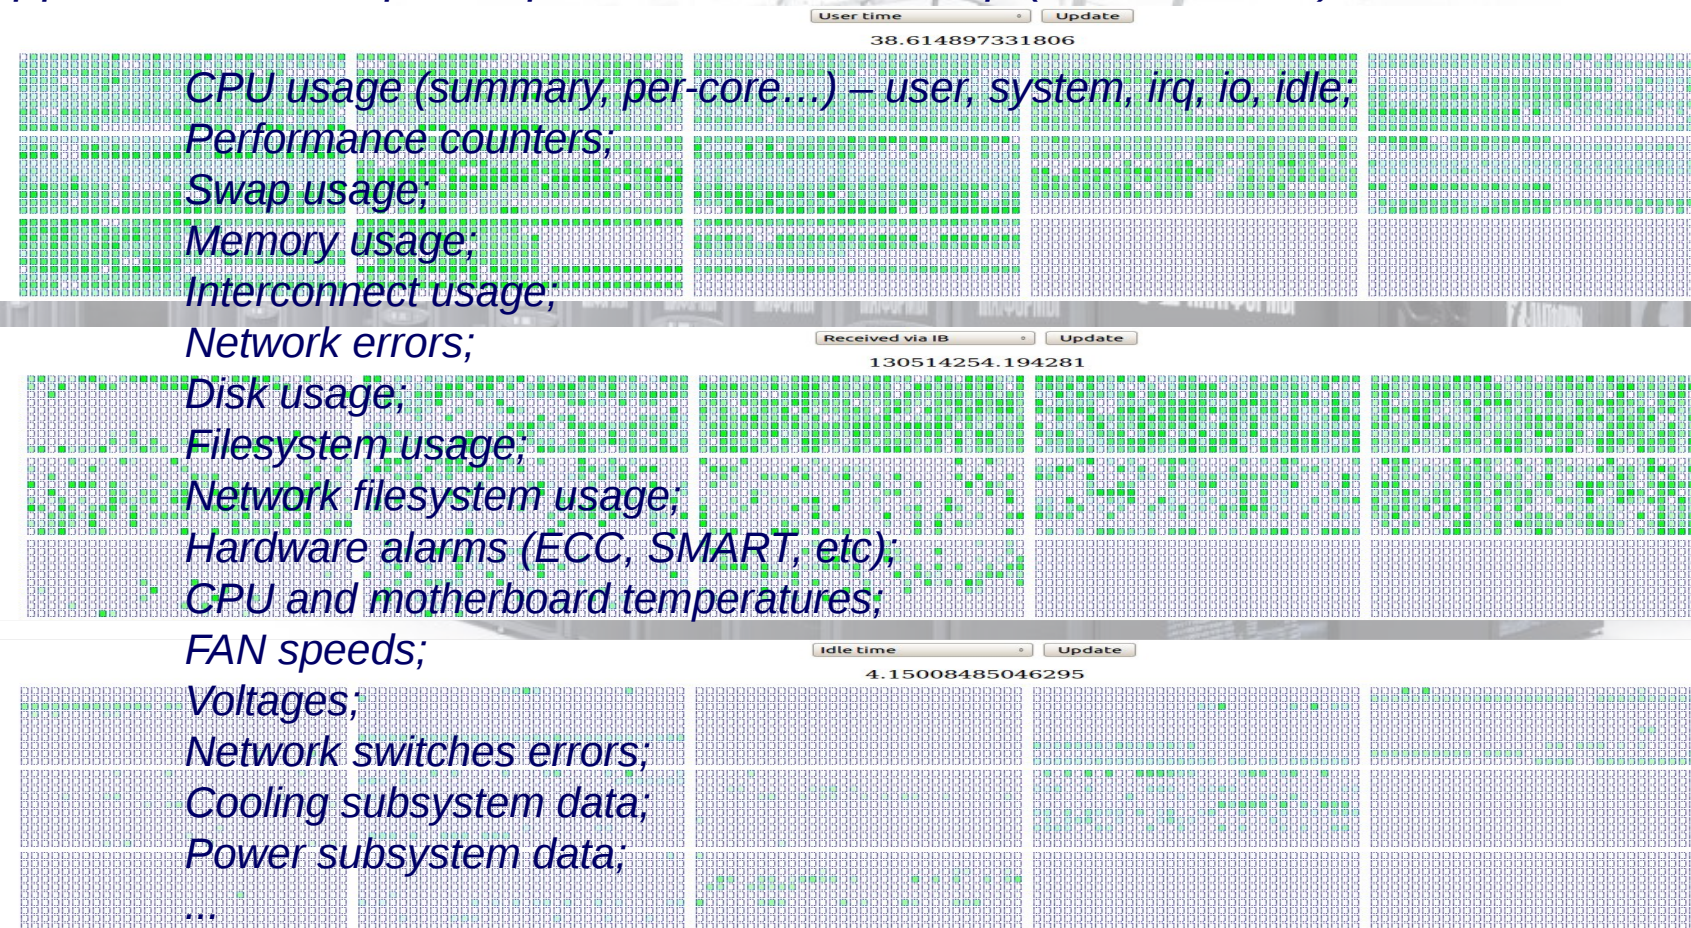 User time Update
38.614897331806
CPU usage (summary, per-core...) – user, system, irq, io, idle;
Performance counters;
Swap usage;
Memory usage;
Interconnect usage;
Network errors;
Received via IB Update
130514254.194281
Disk usage;
Filesystem usage;
Network filesystem usage;
Hardware alarms (ECC, SMART, etc);
CPU and motherboard temperatures;
FAN speeds;
Idle time Update
4.15008485046295
Voltages;
Network switches errors;
Cooling subsystem data;
Power subsystem data;
...